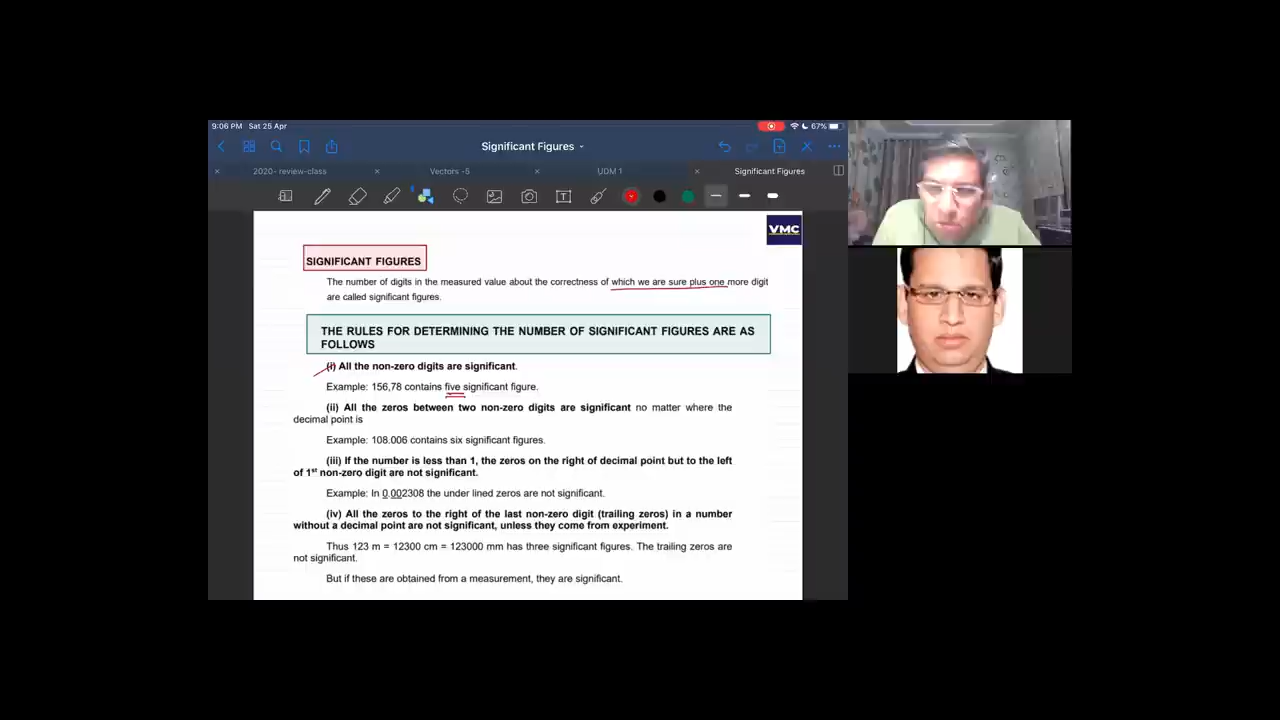 9:06 PM Sat 25 Apr
67%
Significant Figures
2020- review-class
Vectors -5
UDM 1
Significant Figures
VMC
SIGNIFICANT FIGURES
The number of digits in the measured value about the correctness of which we are sure plus one more digit
are called significant figures.
THE RULES FOR DETERMINING THE NUMBER OF SIGNIFICANT FIGURES ARE AS
FOLLOWS
(i) All the non-zero digits are significant.
Example: 156,78 contains five significant figure.
(ii) All the zeros between two non-zero digits are significant no matter where the
decimal point is
Example: 108.006 contains six significant figures.
(iii) If the number is less than 1, the zeros on the right of decimal point but to the left
of 1st non-zero digit are not significant.
Example: In 0.002308 the under lined zeros are not significant.
(iv) All the zeros to the right of the last non-zero digit (trailing zeros) in a number
without a decimal point are not significant, unless they come from experiment.
Thus 123 m = 12300 cm = 123000 mm has three significant figures. The trailing zeros are
not significant.
But if these are obtained from a measurement, they are significant.